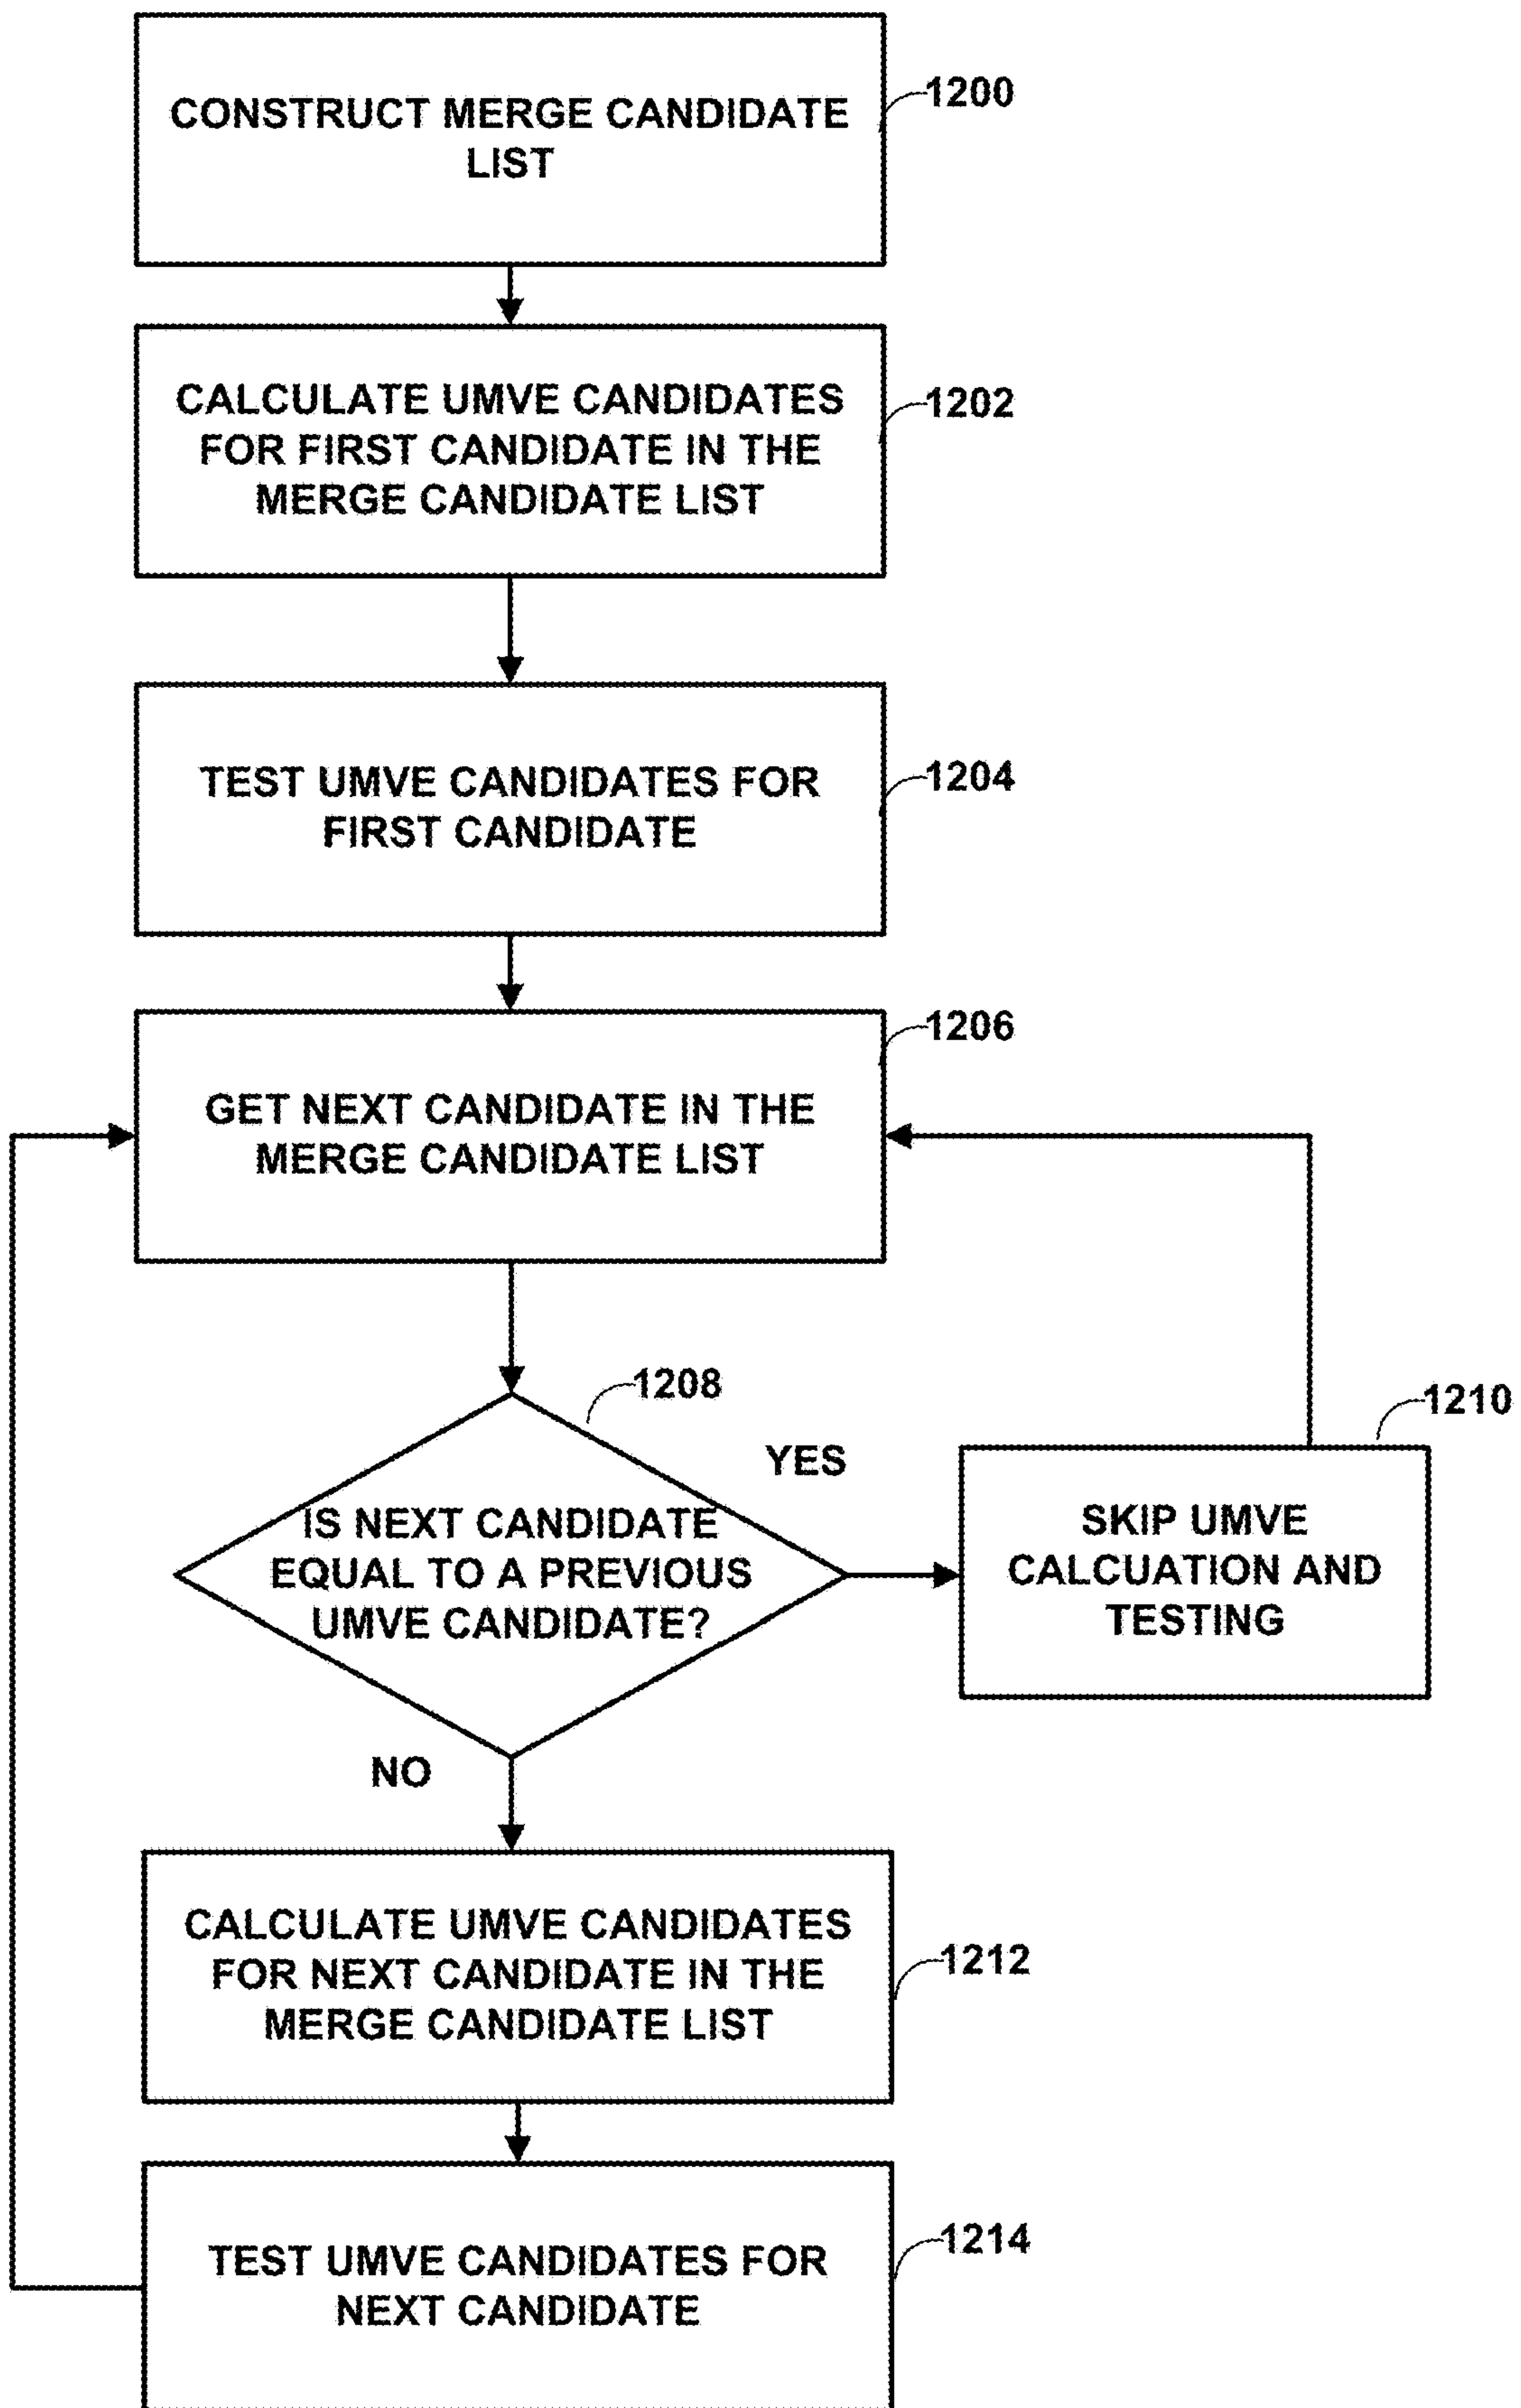 CONSTRUCT MERGE CANDIDATE
LIST
1200
CALCULATE UMVE CANDIDATES
FOR FIRST CANDIDATE IN THE
MERGE CANDIDATE LIST
1202
TEST UMVE CANDIDATES FOR
FIRST CANDIDATE
1204
GET NEXT CANDIDATE IN THE
MERGE CANDIDATE LIST
1206
IS NEXT CANDIDATE
EQUAL TO A PREVIOUS
UMVE CANDIDATE?
1208
YES
SKIP UMVE
CALCUATION AND
TESTING
1210
NO
CALCULATE UMVE CANDIDATES
FOR NEXT CANDIDATE IN THE
MERGE CANDIDATE LIST
1212
TEST UMVE CANDIDATES FOR
NEXT CANDIDATE
1214